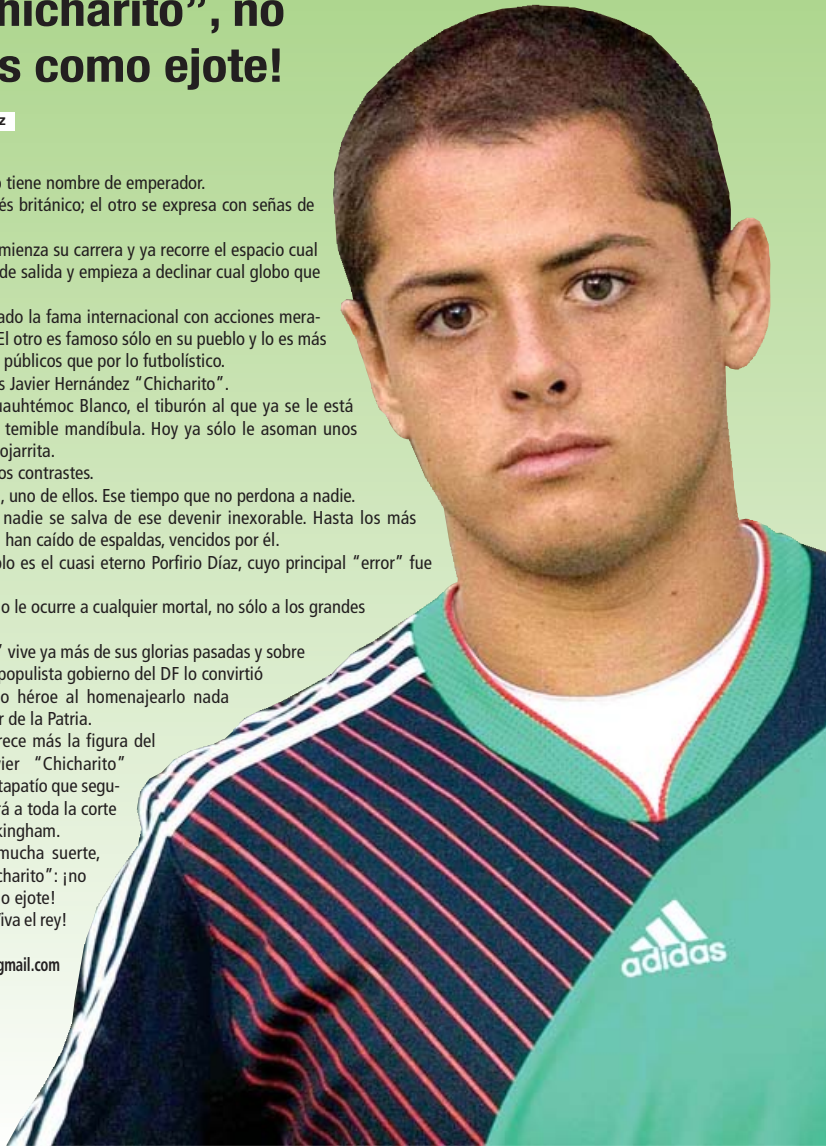 hicharito”, no
s como ejote!
z
o tiene nombre de emperador.
és británico; el otro se expresa con señas de
mienza su carrera y ya recorre el espacio cual
de salida y empieza a declinar cual globo que
ado la fama internacional con acciones mera-
El otro es famoso sólo en su pueblo y lo es más
públicos que por lo futbolístico.
s Javier Hernández “Chicharito”.
uauhtémoc Blanco, el tiburón al que ya se le está
temible mandíbula. Hoy ya sólo le asoman unos
ojarrita.
os contrastes.
, uno de ellos. Ese tiempo que no perdona a nadie.
nadie se salva de ese devenir inexorable. Hasta los más
han caído de espaldas, vencidos por él.
lo es el cuasi eterno Porfirio Díaz, cuyo principal “error” fue
o le ocurre a cualquier mortal, no sólo a los grandes
” vive ya más de sus glorias pasadas y sobre
populista gobierno del DF lo convirtió
o héroe al homenajearlo nada
r de la Patria.
rece más la figura del
vier “Chicharito”
tapatío que segu-
rá a toda la corte
kingham.
mucha suerte,
charito”: ¡no
o ejote!
Viva el rey!
gmail.com
adidas